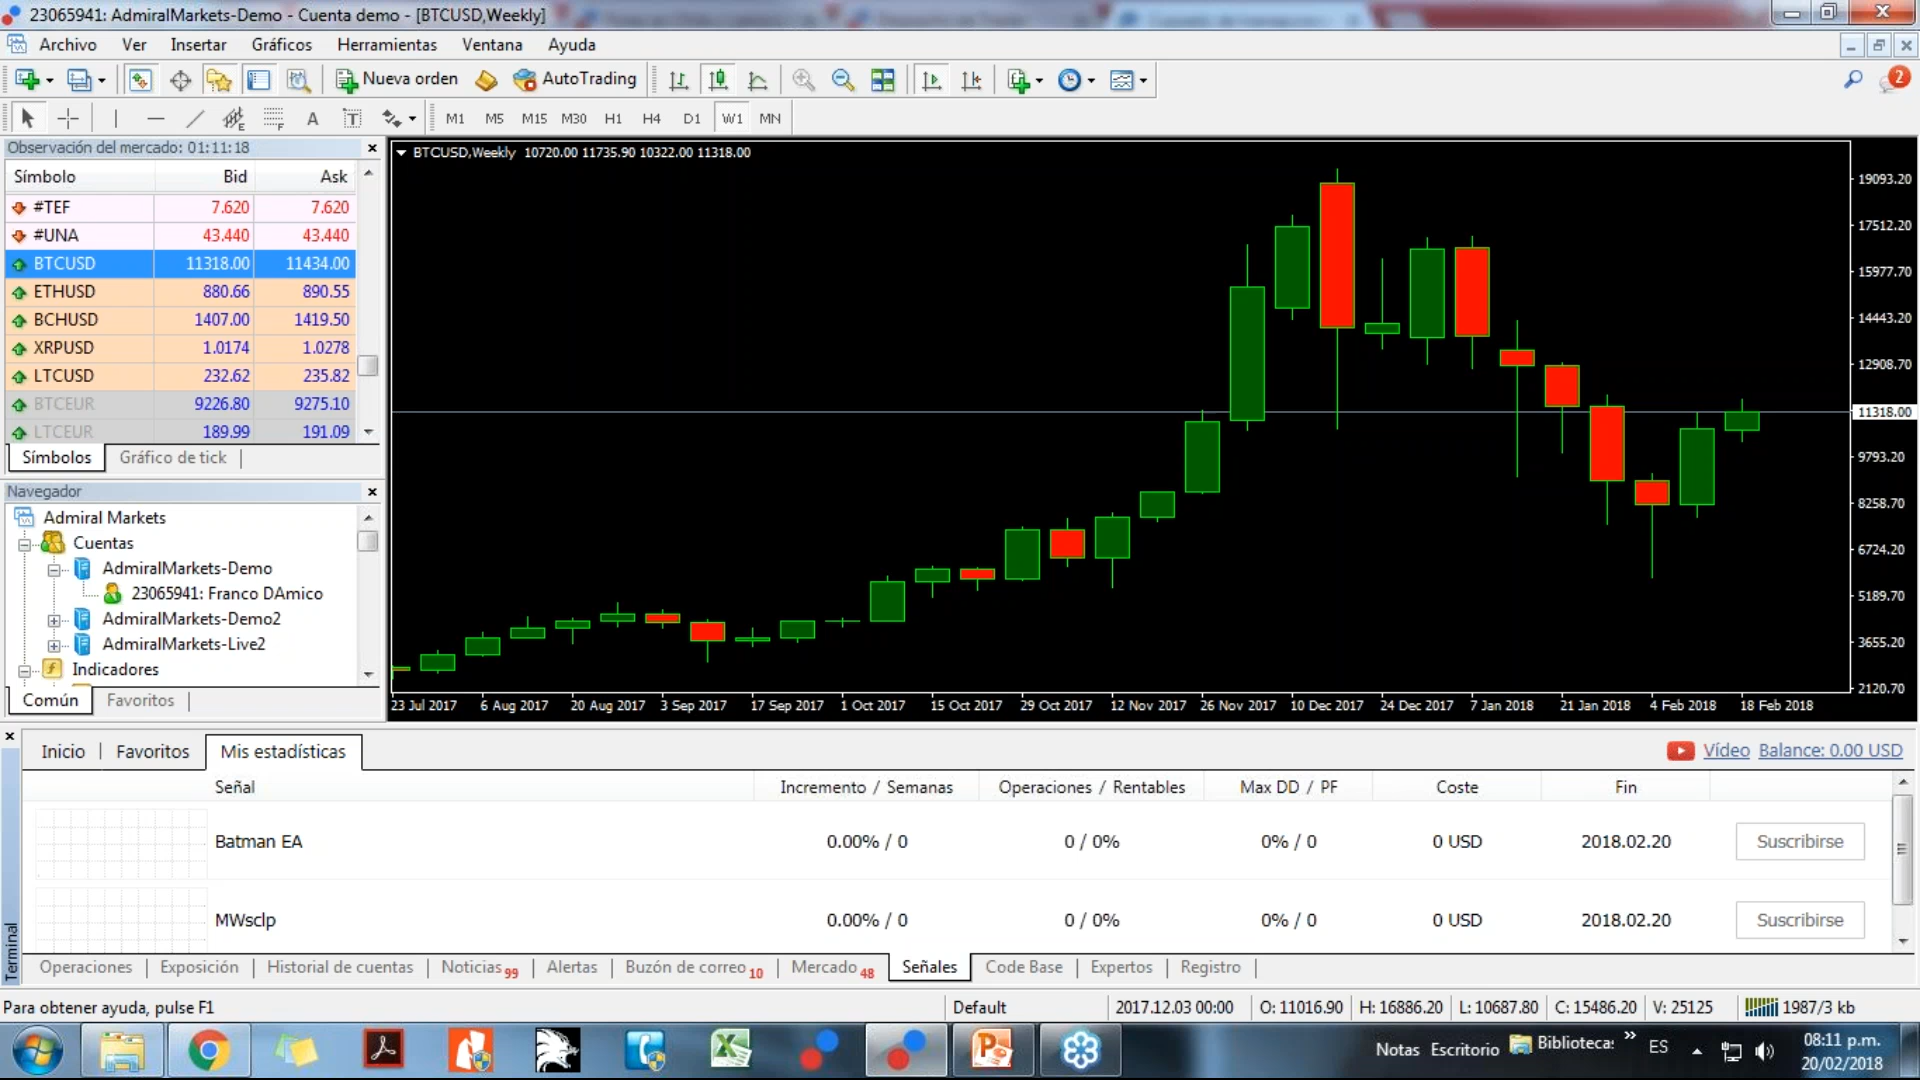 23065941: AdmiralMarkets-Demo - Cuenta demo - [BTCUSD,Weekly]
Archivo Ver Insertar Gráficos Herramientas Ventana Ayuda
Nueva orden AutoTrading 2
E F A T M1 M5 M15 M30 H1 H4 D1 W1 MN
Observación del mercado: 01:11:18
Símbolo Bid Ask
#TEF 7.620 7.620
#UNA 43.440 43.440
BTCUSD 11318.00 11434.00
ETHUSD 880.66 890.55
BCHUSD 1407.00 1419.50
XRPUSD 1.0174 1.0278
LTCUSD 232.62 235.82
BTCEUR 9226.80 9275.10
LTCEUR 189.99 191.09
Símbolos Gráfico de tick
Navegador
Admiral Markets
Cuentas
AdmiralMarkets-Demo
23065941: Franco DAmico
AdmiralMarkets-Demo2
AdmiralMarkets-Live2
Indicadores
Común Favoritos
BTCUSD,Weekly 10720.00 11735.90 10322.00 11318.00
19093.20
17512.20
15977.70
14443.20
12908.70
11318.00
9793.20
8258.70
6724.20
5189.70
3655.20
2120.70
23 Jul 2017 6 Aug 2017 20 Aug 2017 3 Sep 2017 17 Sep 2017 1 Oct 2017 15 Oct 2017 29 Oct 2017 12 Nov 2017 26 Nov 2017 10 Dec 2017 24 Dec 2017 7 Jan 2018 21 Jan 2018 4 Feb 2018 18 Feb 2018
Inicio Favoritos Mis estadísticas Vídeo Balance: 0.00 USD
Señal Incremento / Semanas Operaciones / Rentables Max DD / PF Coste Fin
Batman EA 0.00% / 0 0 / 0% 0% / 0 0 USD 2018.02.20 Suscribirse
MWsclp 0.00% / 0 0 / 0% 0% / 0 0 USD 2018.02.20 Suscribirse
Terminal
Operaciones Exposición Historial de cuentas Noticias 99 Alertas Buzón de correo 10 Mercado 48 Señales Code Base Expertos Registro
Para obtener ayuda, pulse F1 Default 2017.12.03 00:00 O: 11016.90 H: 16886.20 L: 10687.80 C: 15486.20 V: 25125 1987/3 kb
Notas Escritorio Bibliotecas ES 08:11 p.m.
20/02/2018